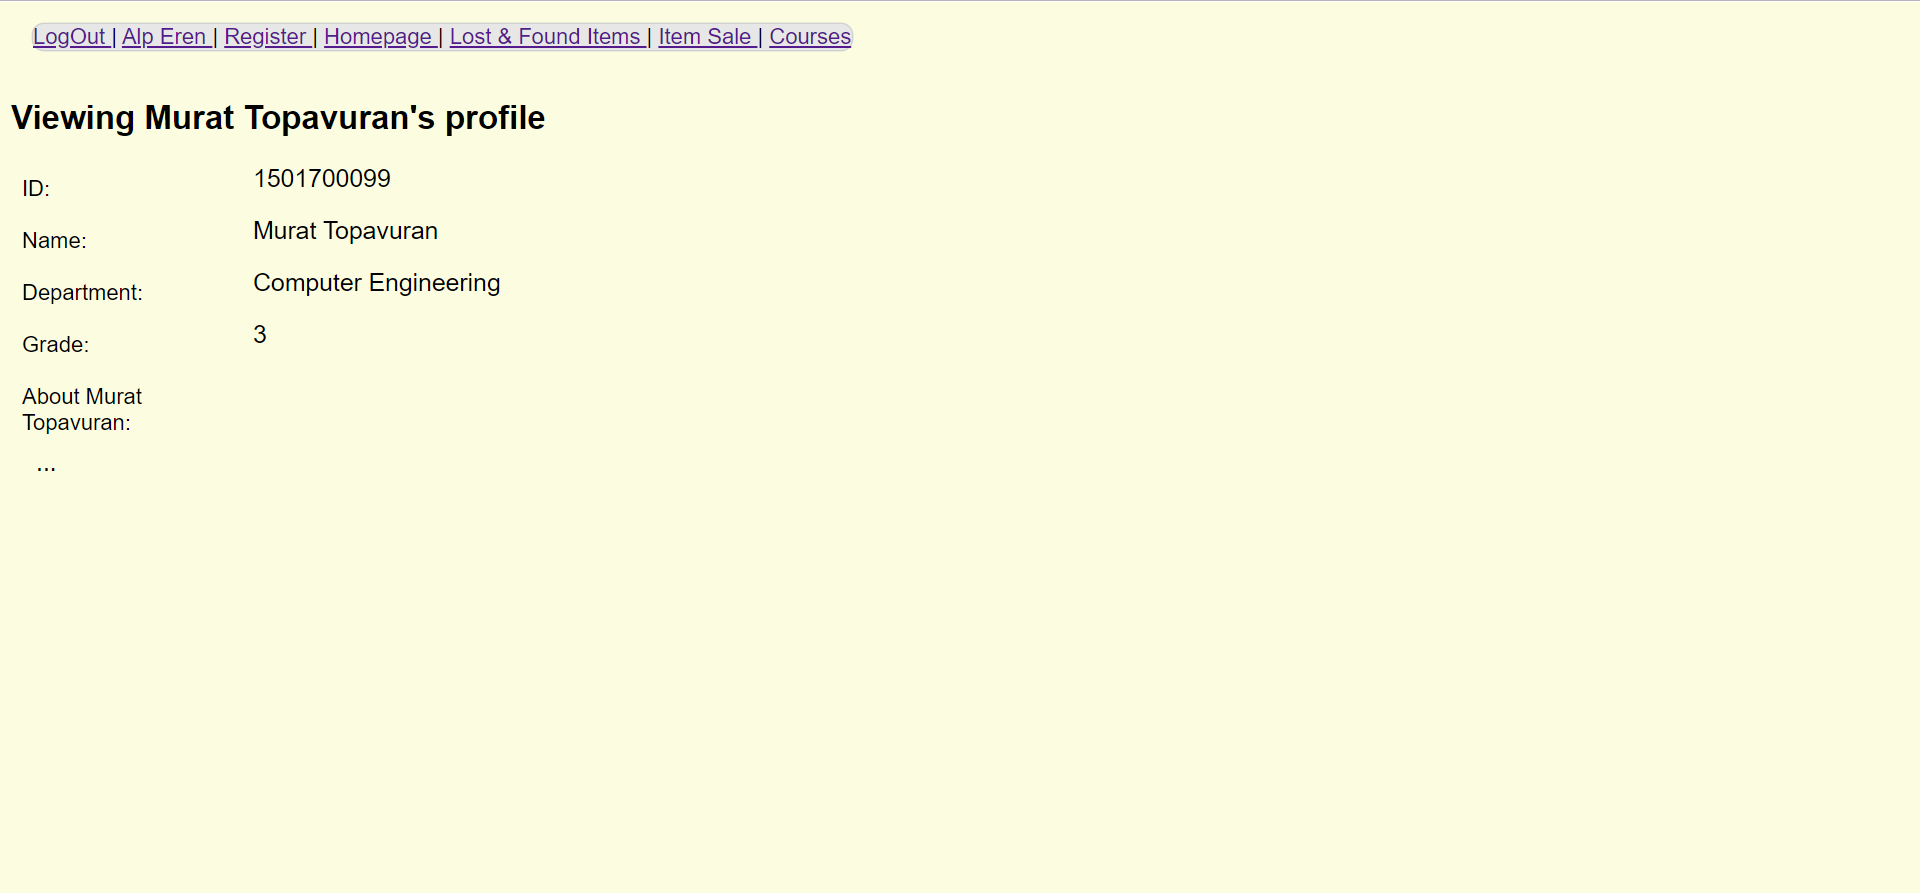 LogOut | Alp Eren | Register | Homepage | Lost & Found Items | Item Sale | Courses
Viewing Murat Topavuran's profile
ID: 1501700099
Name: Murat Topavuran
Department: Computer Engineering
Grade: 3
About Murat
Topavuran:
...